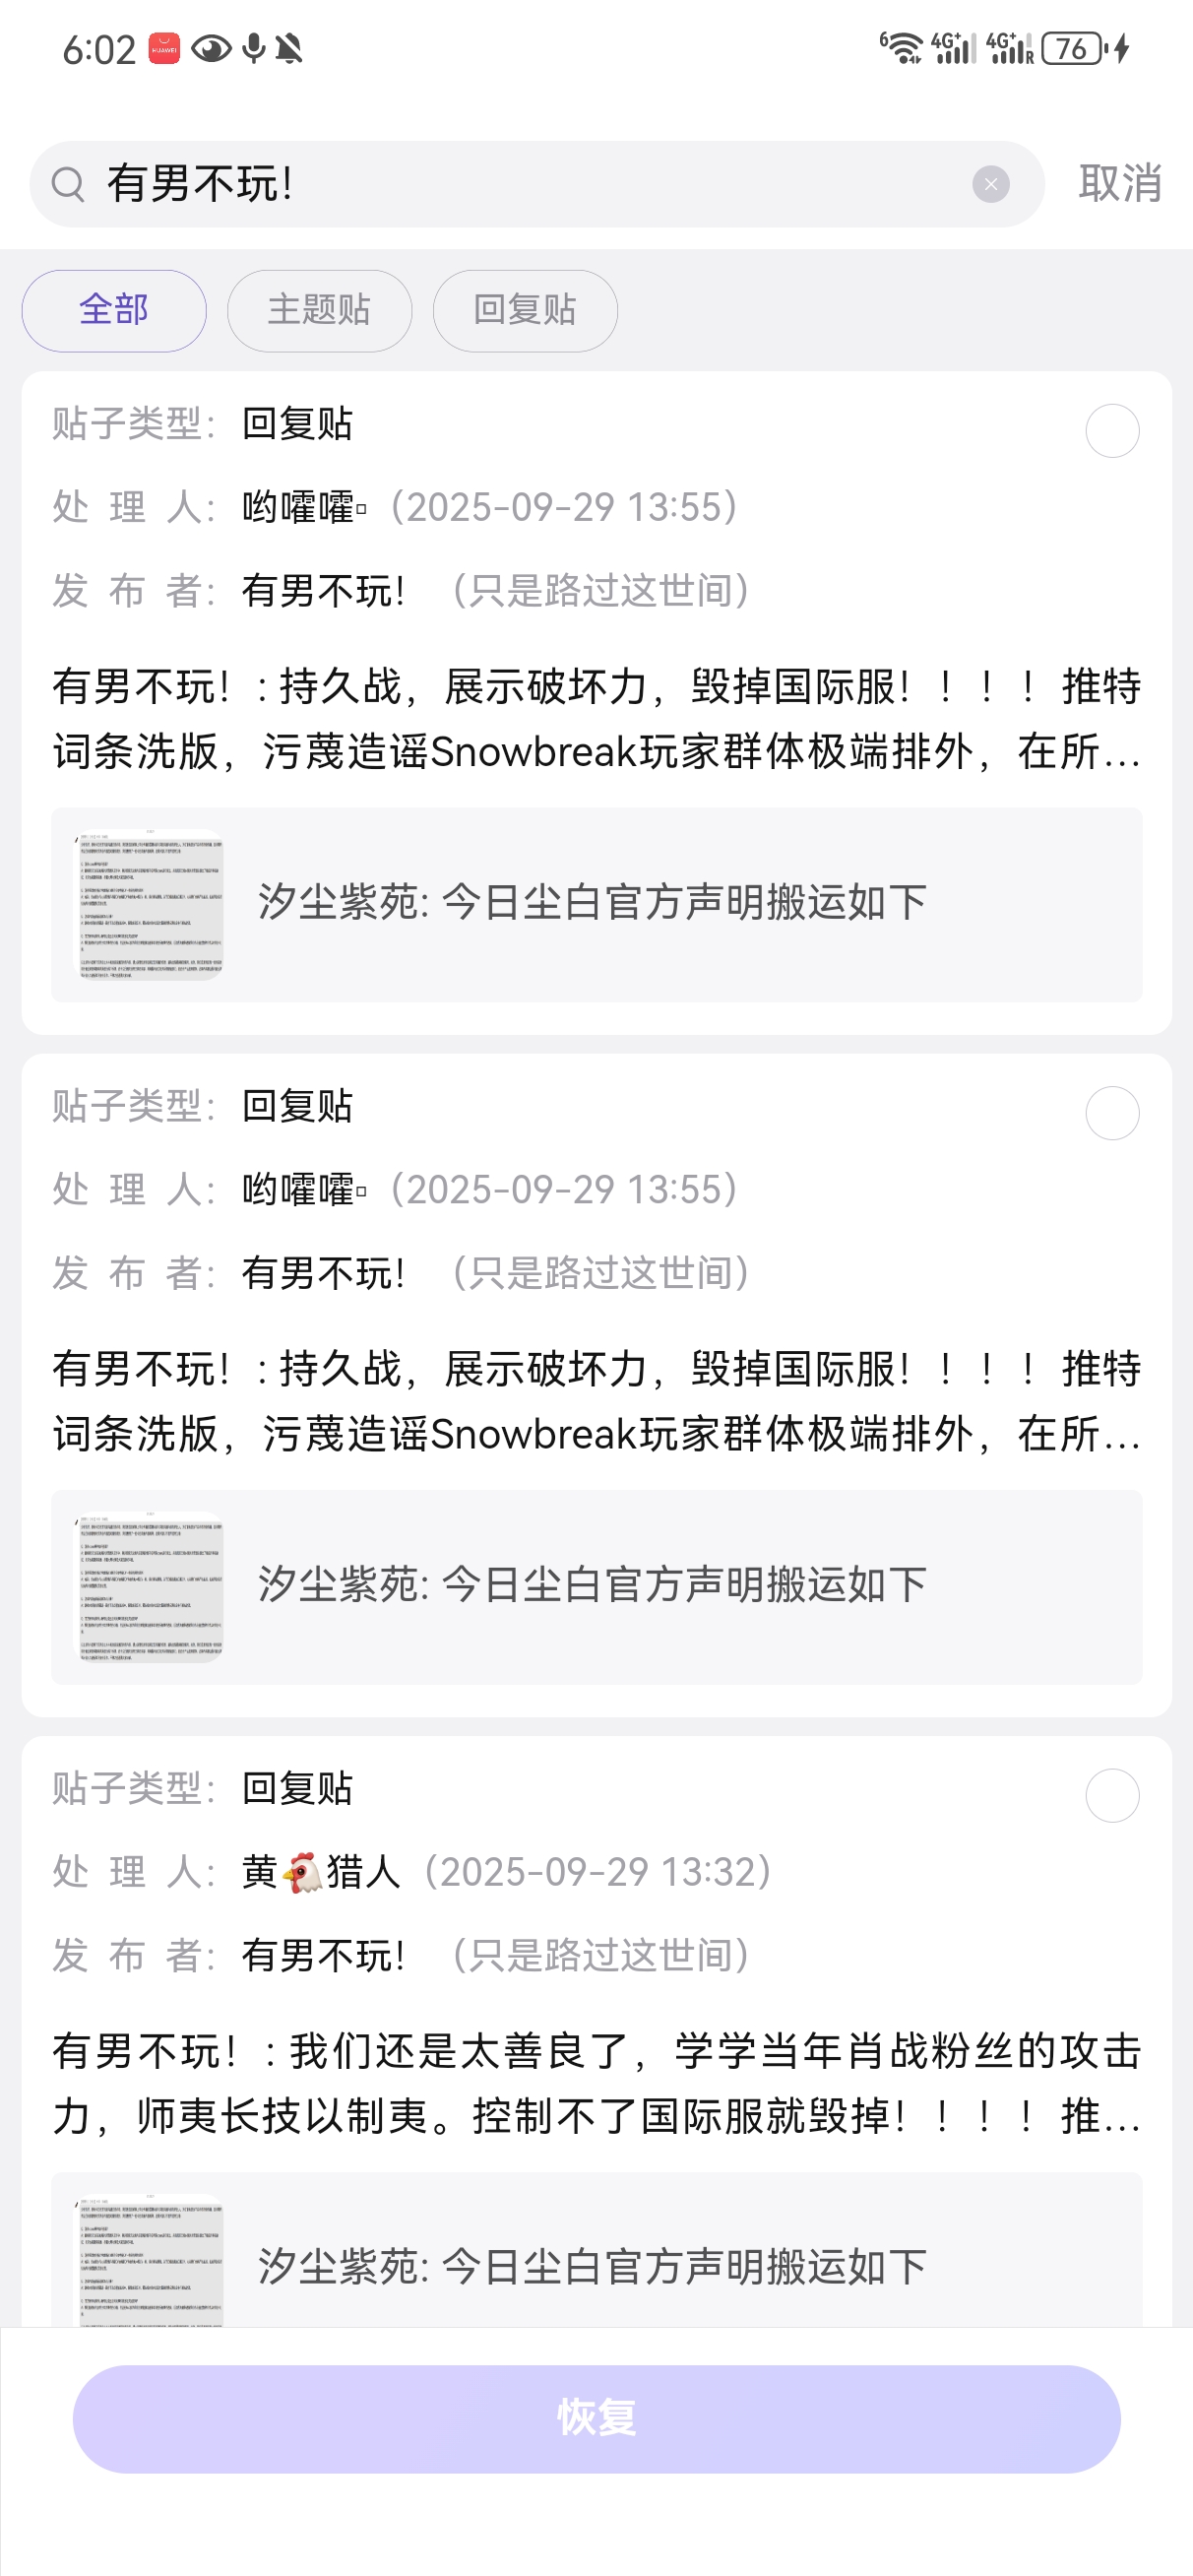 6:02
HUAWEI
6
4G+
4G+
R
76
有男不玩！
取消
全部
主题贴
回复贴
贴子类型：回复贴
处 理 人：哟嚯嚯▫（2025-09-29 13:55）
发 布 者：有男不玩！（只是路过这世间）
有男不玩！：持久战，展示破坏力，毁掉国际服！！！！推特
词条洗版，污蔑造谣Snowbreak玩家群体极端排外，在所...
汐尘紫苑: 今日尘白官方声明搬运如下
贴子类型：回复贴
处 理 人：哟嚯嚯▫（2025-09-29 13:55）
发 布 者：有男不玩！（只是路过这世间）
有男不玩！：持久战，展示破坏力，毁掉国际服！！！！推特
词条洗版，污蔑造谣Snowbreak玩家群体极端排外，在所...
汐尘紫苑: 今日尘白官方声明搬运如下
贴子类型：回复贴
处 理 人：黄🐔猎人（2025-09-29 13:32）
发 布 者：有男不玩！（只是路过这世间）
有男不玩！：我们还是太善良了，学学当年肖战粉丝的攻击
力，师夷长技以制夷。控制不了国际服就毁掉！！！！推...
汐尘紫苑: 今日尘白官方声明搬运如下
恢复